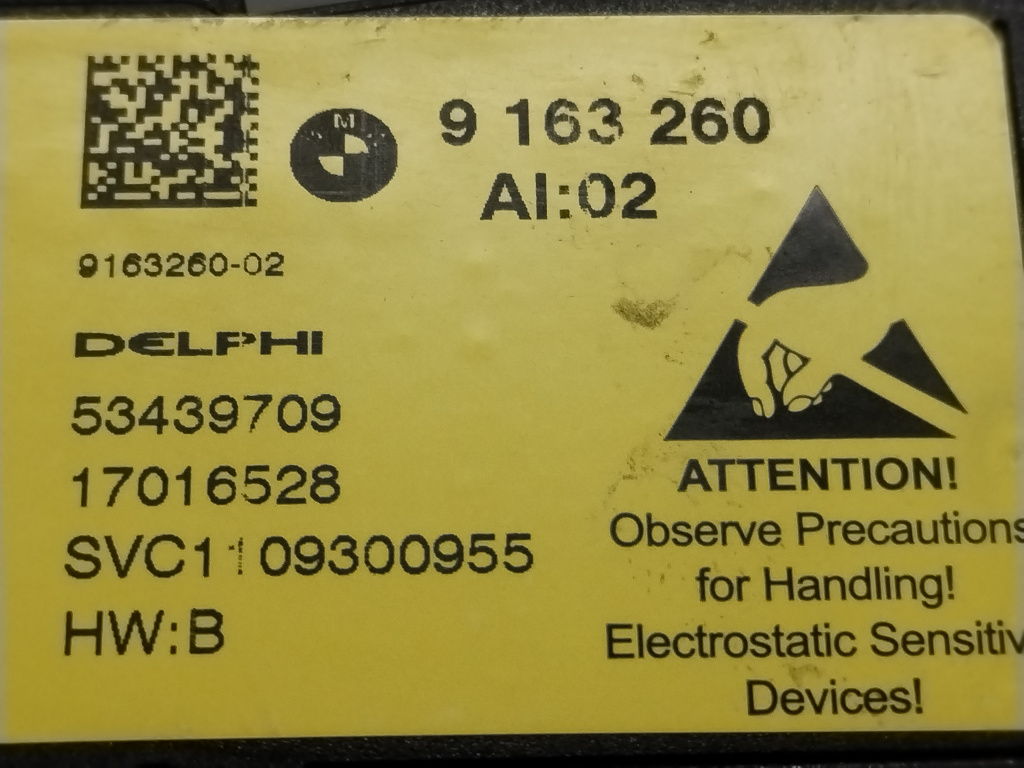 9 163 260
AI:02
9163260-02
DELPHI
53439709
17016528
SVC1109300955
HW:B
ATTENTION!
Observe Precautions
for Handling!
Electrostatic Sensitiv
Devices!